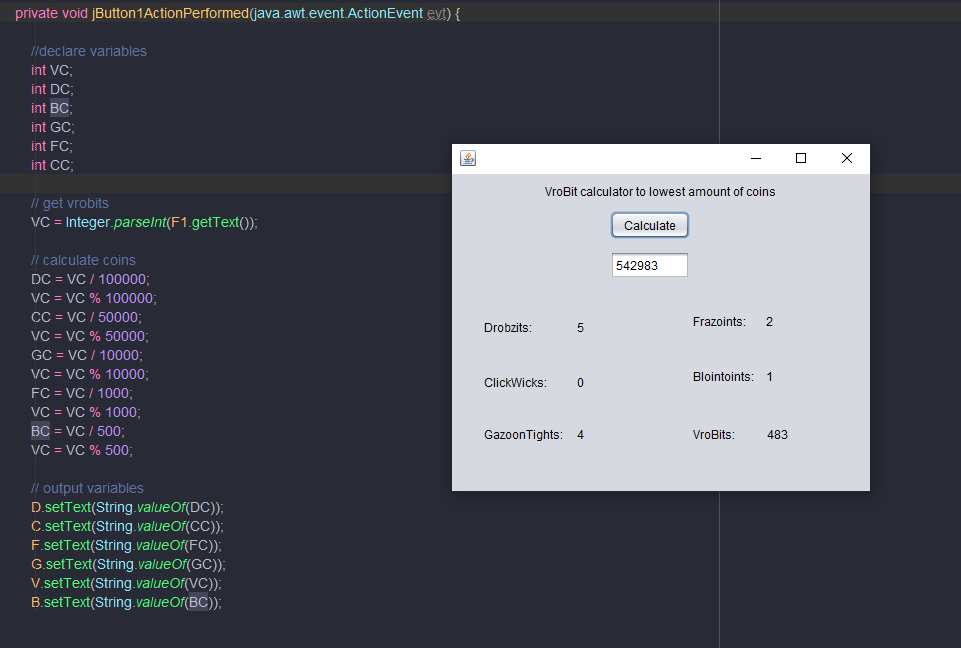 private void jButton1ActionPerformed(java.awt.event.ActionEvent evt) {
//declare variables
int VC;
int DC;
int BC;
int GC;
int FC;
int CC;
// get vrobits
VC = Integer.parseInt(F1.getText());
// calculate coins
DC = VC / 100000;
VC = VC % 100000;
CC = VC / 50000;
VC = VC % 50000;
GC = VC / 10000;
VC = VC % 10000;
FC = VC / 1000;
VC = VC % 1000;
BC = VC / 500;
VC = VC % 500;
// output variables
D.setText(String.valueOf(DC));
C.setText(String.valueOf(CC));
F.setText(String.valueOf(FC));
G.setText(String.valueOf(GC));
V.setText(String.valueOf(VC));
B.setText(String.valueOf(BC));
VroBit calculator to lowest amount of coins
Calculate
542983
Drobzits: 5
Frazoints: 2
ClickWicks: 0
Blointoints: 1
GazoonTights: 4
VroBits: 483